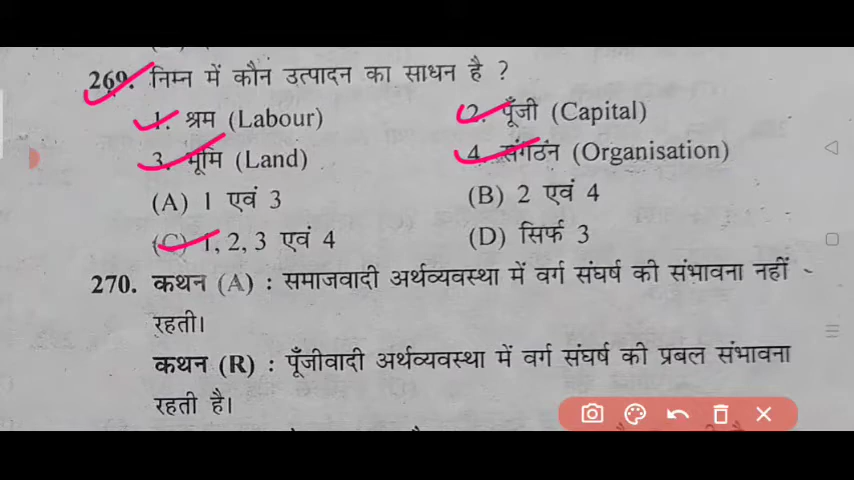 269. निम्न में कौन उत्पादन का साधन है ?
1. श्रम (Labour) 2. पूँजी (Capital)
3. भूमि (Land) 4. संगठन (Organisation)
(A) 1 एवं 3 (B) 2 एवं 4
(C) 1, 2, 3 एवं 4 (D) सिर्फ 3
270. कथन (A) : समाजवादी अर्थव्यवस्था में वर्ग संघर्ष की संभावना नहीं
रहती।
कथन (R) : पूँजीवादी अर्थव्यवस्था में वर्ग संघर्ष की प्रबल संभावना
रहती है।